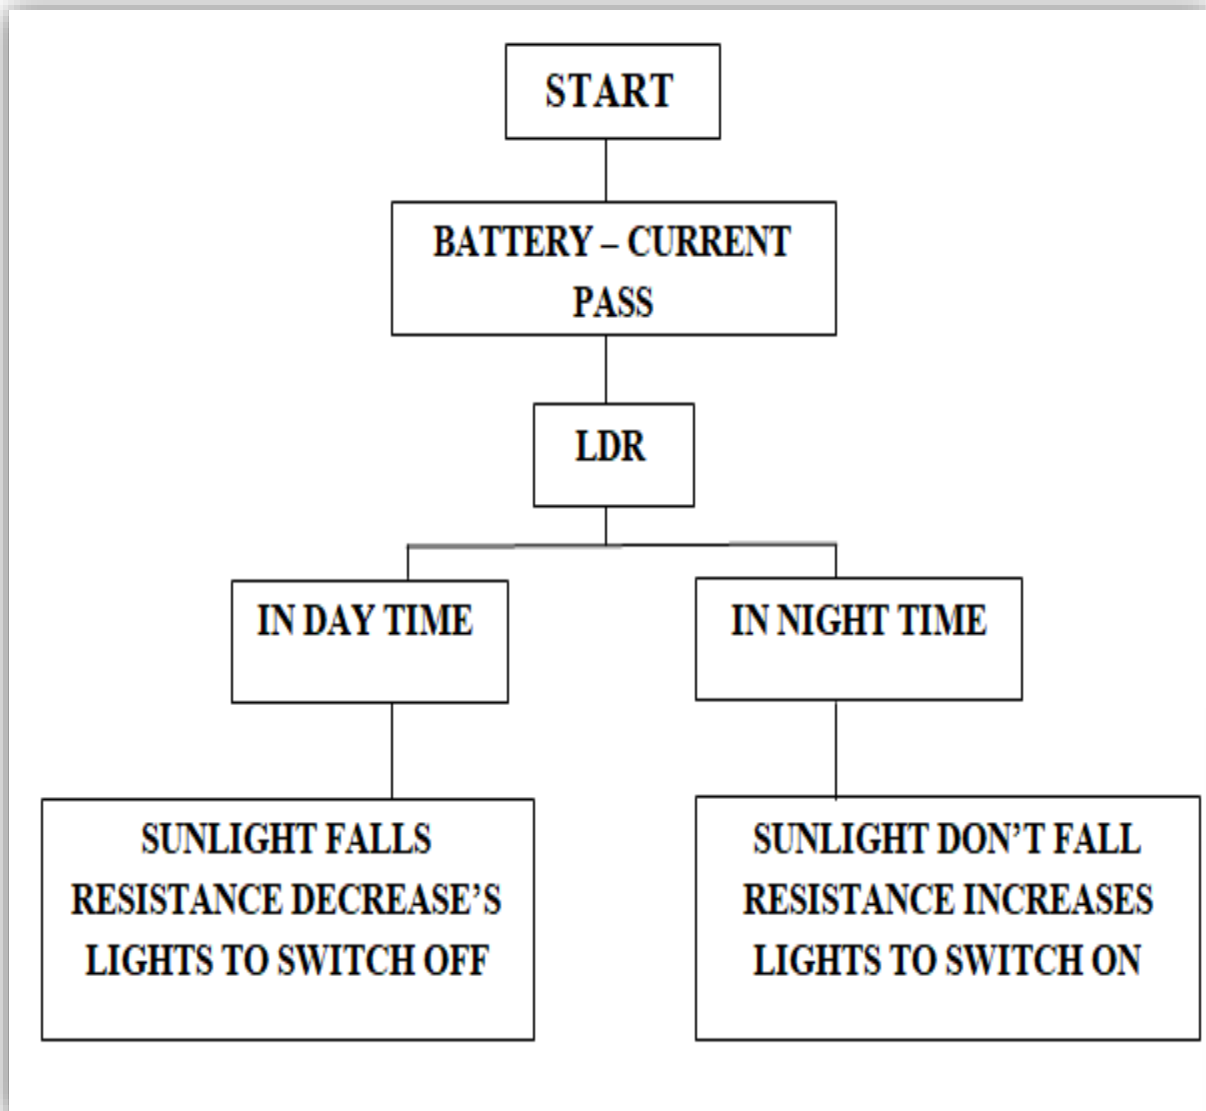 START
BATTERY – CURRENT
PASS
LDR
IN DAY TIME
IN NIGHT TIME
SUNLIGHT FALLS
RESISTANCE DECREASE’S
LIGHTS TO SWITCH OFF
SUNLIGHT DON’T FALL
RESISTANCE INCREASES
LIGHTS TO SWITCH ON